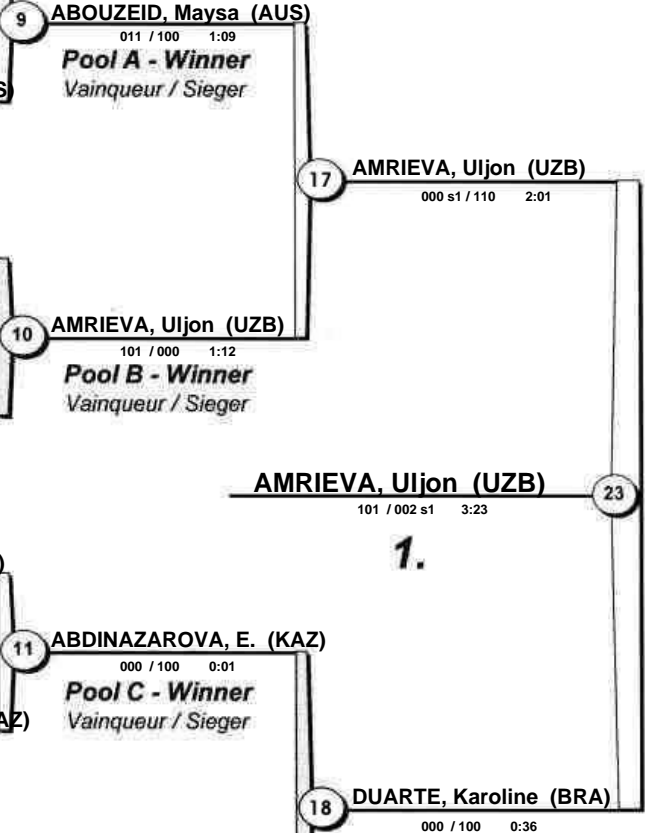 9
ABOUZEID, Maysa (AUS)
011 / 100 1:09
Pool A - Winner
Vainqueur / Sieger
S)
17
AMRIEVA, Uljon (UZB)
000 s1 / 110 2:01
10
AMRIEVA, Uljon (UZB)
101 / 000 1:12
Pool B - Winner
Vainqueur / Sieger
AMRIEVA, Uljon (UZB)
23
101 / 002 s1 3:23
1.
)
11
ABDINAZAROVA, E. (KAZ)
000 / 100 0:01
Pool C - Winner
Vainqueur / Sieger
AZ)
18
DUARTE, Karoline (BRA)
000 / 100 0:36